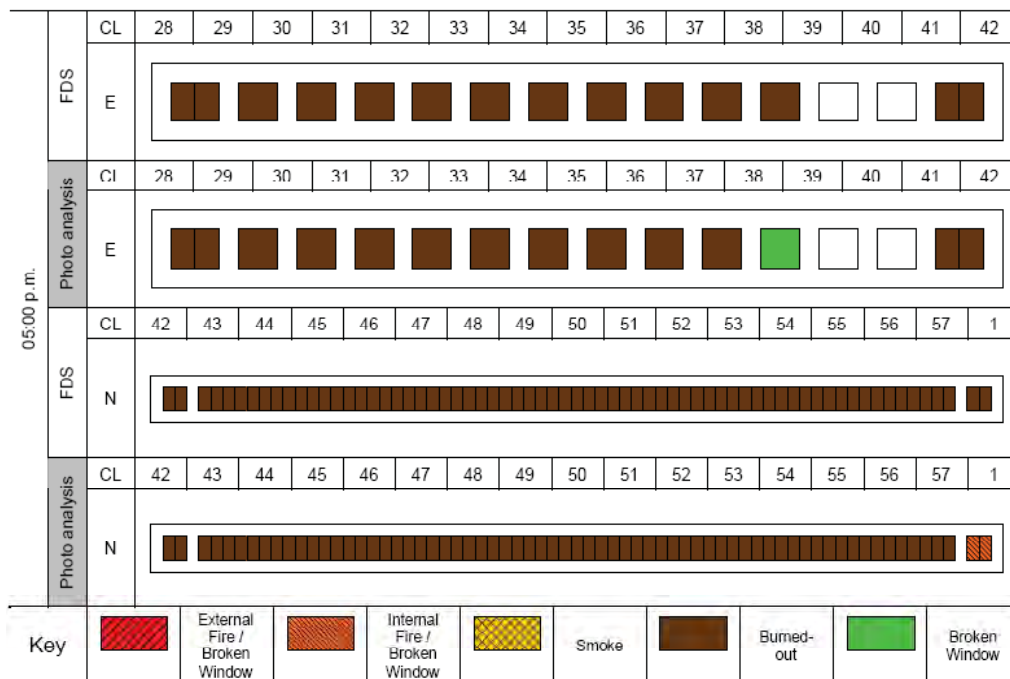 CL 28 29 30 31 32 33 34 35 36 37 38 39 40 41 42
FDS
E
CL 28 29 30 31 32 33 34 35 36 37 38 39 40 41 42
Photo analysis
E
05:00 p.m.
CL 42 43 44 45 46 47 48 49 50 51 52 53 54 55 56 57 1
FDS
N
CL 42 43 44 45 46 47 48 49 50 51 52 53 54 55 56 57 1
Photo analysis
N
Key
External
Fire /
Broken
Window
Internal
Fire /
Broken
Window
Smoke
Burned-
out
Broken
Window